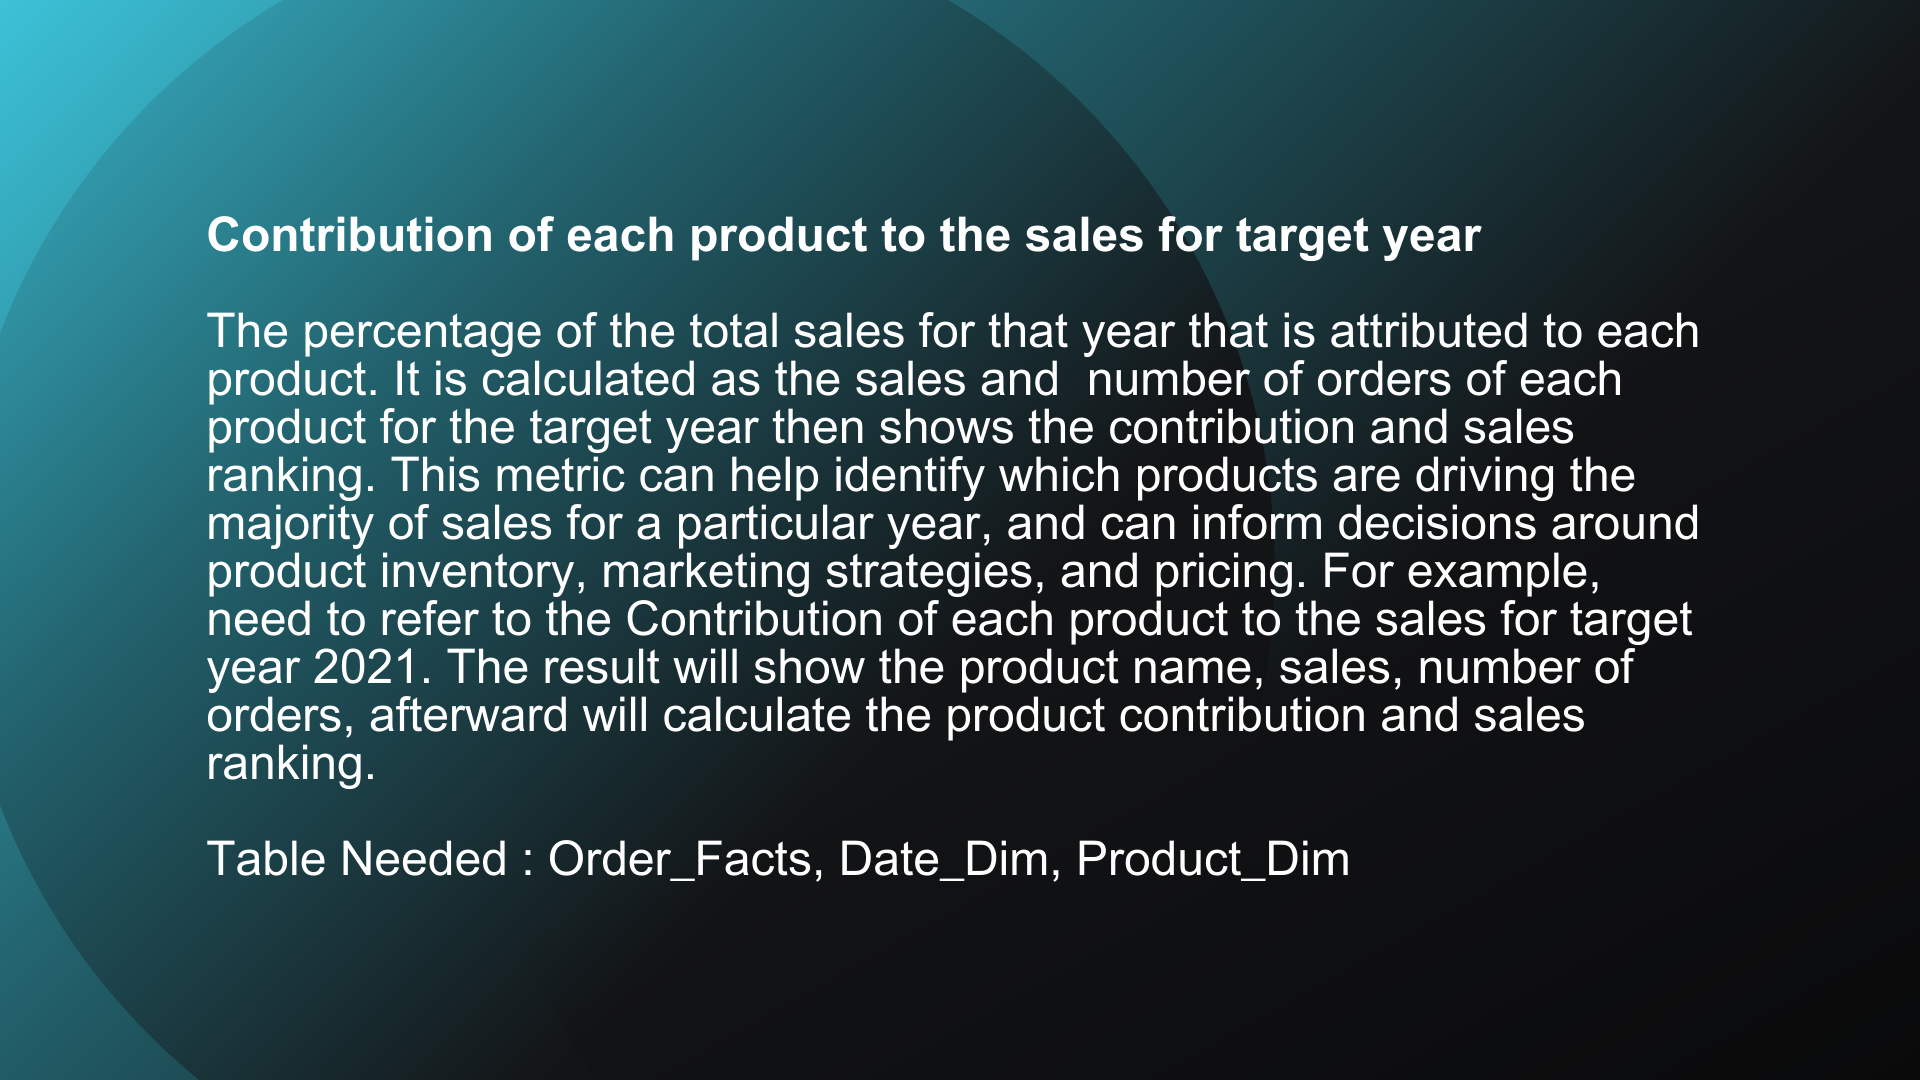 Contribution of each product to the sales for target year
The percentage of the total sales for that year that is attributed to each
product. It is calculated as the sales and  number of orders of each
product for the target year then shows the contribution and sales
ranking. This metric can help identify which products are driving the
majority of sales for a particular year, and can inform decisions around
product inventory, marketing strategies, and pricing. For example,
need to refer to the Contribution of each product to the sales for target
year 2021. The result will show the product name, sales, number of
orders, afterward will calculate the product contribution and sales
ranking.
Table Needed : Order_Facts, Date_Dim, Product_Dim